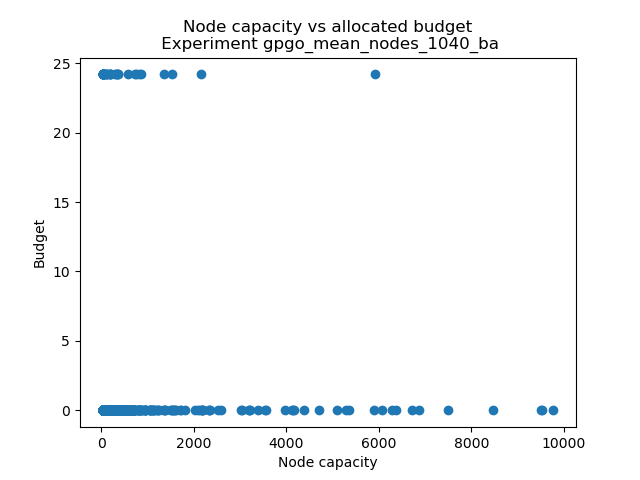 Node capacity vs allocated budget
Experiment gpgo_mean_nodes_1040_ba
25
20
15
10
5
0
Budget
0 2000 4000 6000 8000 10000
Node capacity